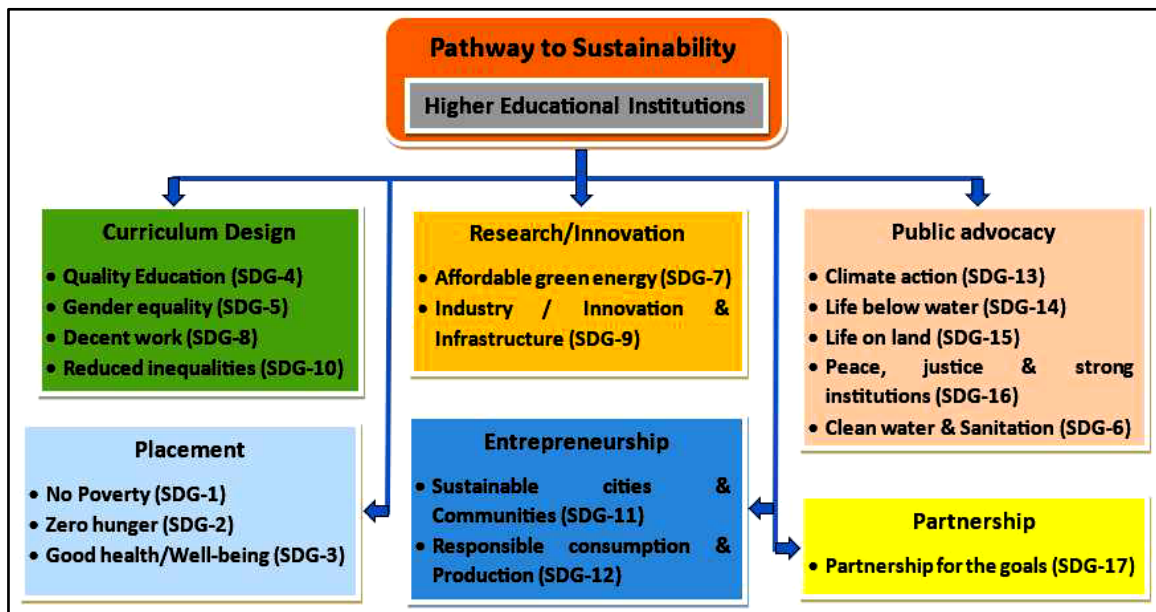 Pathway to Sustainability
Higher Educational Institutions
Curriculum Design
• Quality Education (SDG-4)
• Gender equality (SDG-5)
• Decent work (SDG-8)
• Reduced inequalities (SDG-10)
Research/Innovation
• Affordable green energy (SDG-7)
• Industry / Innovation &
Infrastructure (SDG-9)
Public advocacy
• Climate action (SDG-13)
• Life below water (SDG-14)
• Life on land (SDG-15)
• Peace, justice & strong
institutions (SDG-16)
• Clean water & Sanitation (SDG-6)
Placement
• No Poverty (SDG-1)
• Zero hunger (SDG-2)
• Good health/Well-being (SDG-3)
Entrepreneurship
• Sustainable cities &
Communities (SDG-11)
• Responsible consumption &
Production (SDG-12)
Partnership
• Partnership for the goals (SDG-17)